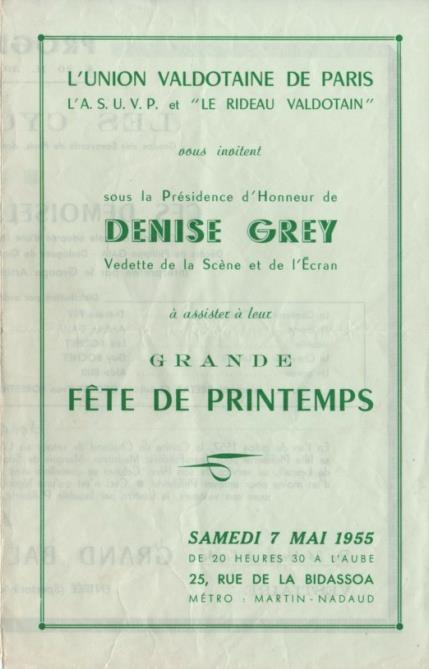 L'UNION VALDOTAINE DE PARIS
L'A.S.U.V.P. et "LE RIDEAU VALDOTAIN"
vous invitent
sous la Présidence d'Honneur de
DENISE GREY
Vedette de la Scène et de l'Écran
à assister à leur
GRANDE
FÊTE DE PRINTEMPS
SAMEDI 7 MAI 1955
DE 20 HEURES 30 A L'AUBE
25, RUE DE LA BIDASSOA
MÉTRO : MARTIN-NADAUD